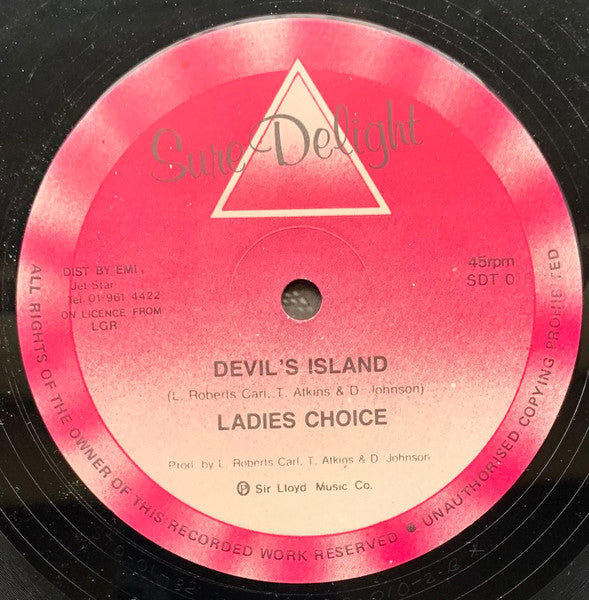 Sure Delight
DIST BY EMI
Jet Star
Tel. 01-961 4422
ON LICENCE FROM
LGR
45rpm
SDT 0
DEVIL'S ISLAND
(L. Roberts Carl, T. Atkins & D. Johnson)
LADIES CHOICE
Prod. by L. Roberts Carl, T. Atkins & D. Johnson
Ⓟ Sir Lloyd Music Co.
ALL RIGHTS OF THE OWNER OF THIS RECORDED WORK RESERVED • UNAUTHORISED COPYING PROHIBITED